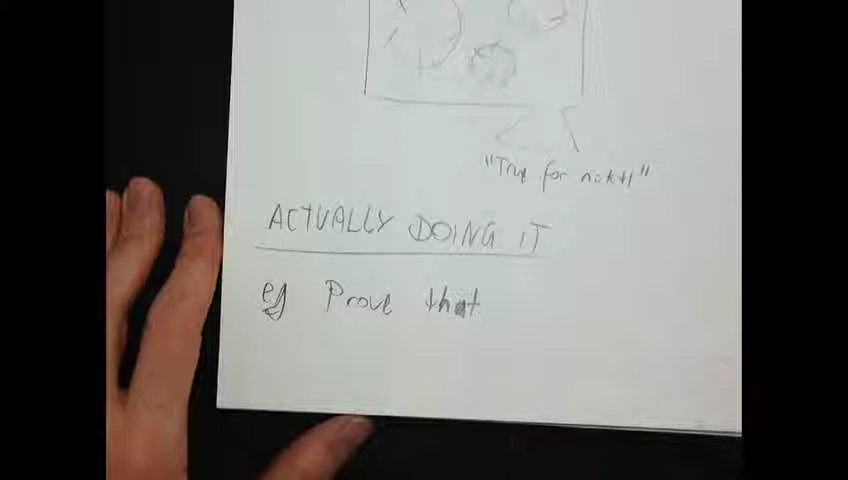 "True for n=k+1"
ACTUALLY DOING IT
eg Prove that